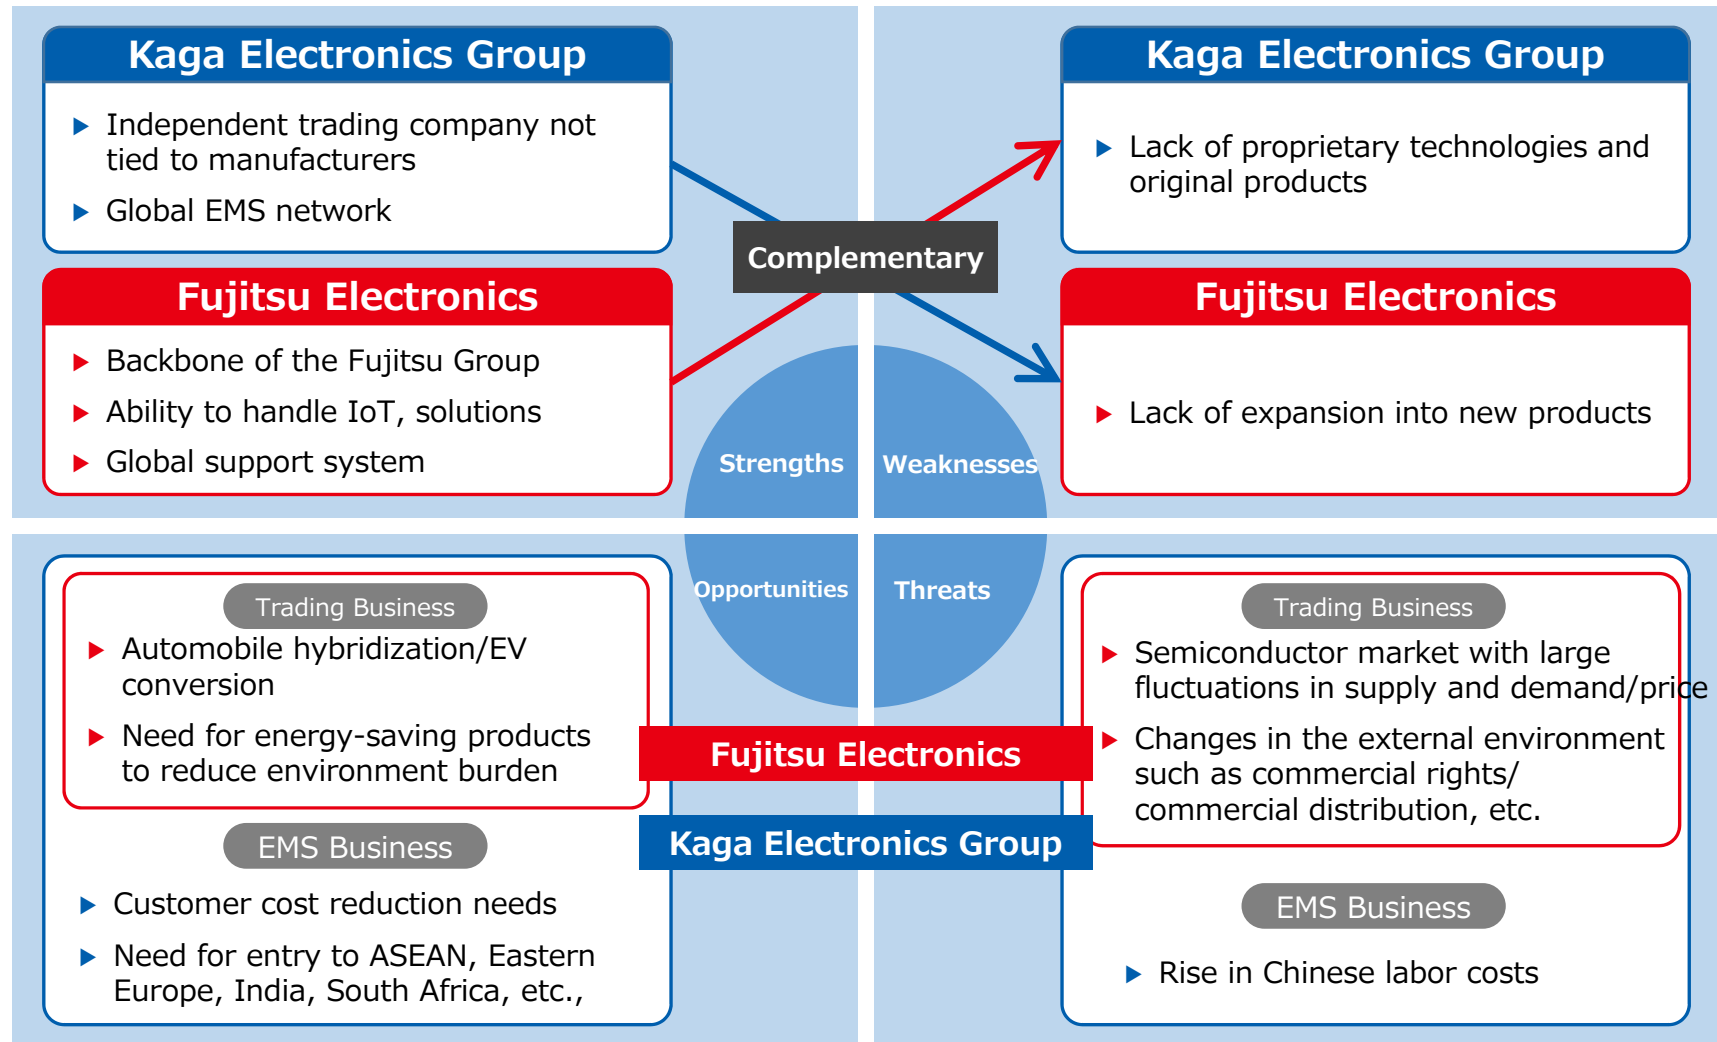 Kaga Electronics Group
Independent trading company not
tied to manufacturers
Global EMS network
Fujitsu Electronics
Backbone of the Fujitsu Group
Ability to handle IoT, solutions
Global support system
Kaga Electronics Group
Lack of proprietary technologies and
original products
Fujitsu Electronics
Lack of expansion into new products
Complementary
Strengths
Weaknesses
Opportunities
Threats
Trading Business
Automobile hybridization/EV
conversion
Need for energy-saving products
to reduce environment burden
EMS Business
Customer cost reduction needs
Need for entry to ASEAN, Eastern
Europe, India, South Africa, etc.,
Fujitsu Electronics
Kaga Electronics Group
Trading Business
Semiconductor market with large
fluctuations in supply and demand/price
Changes in the external environment
such as commercial rights/
commercial distribution, etc.
EMS Business
Rise in Chinese labor costs